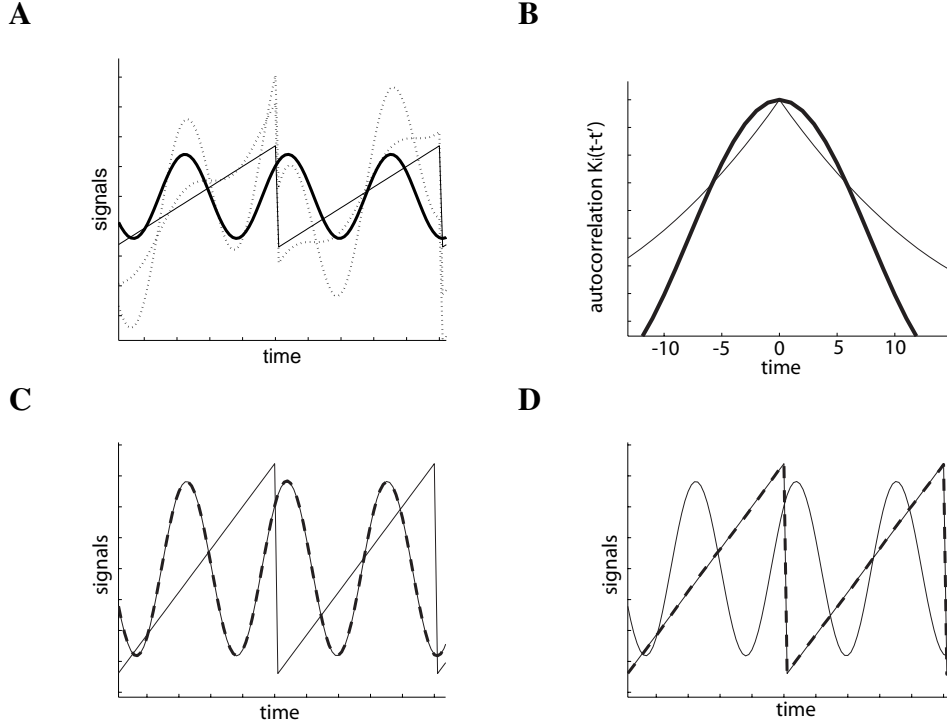 A
B
signals
time
autocorrelation Ki(t-t')
-10 -5 0 5 10
time
C
D
signals
time
signals
time